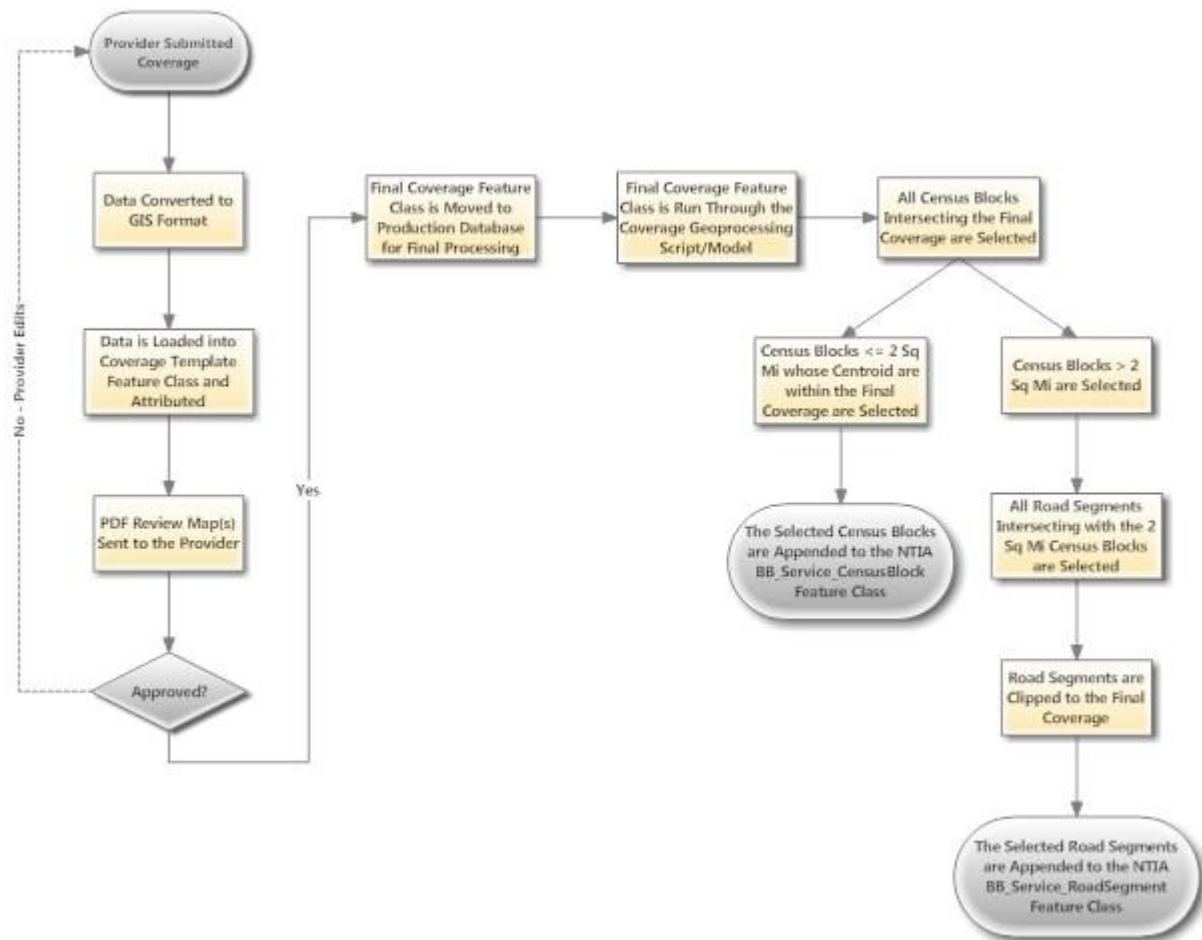 Provider Submitted
Coverage
Data Converted to
GIS Format
Data is Loaded into
Coverage Template
Feature Class and
Attributed
PDF Review Map(s)
Sent to the Provider
Approved?
No - Provider Edits
Yes
Final Coverage Feature
Class is Moved to
Production Database
for Final Processing
Final Coverage Feature
Class is Run Through the
Coverage Geoprocessing
Script/Model
All Census Blocks
Intersecting the Final
Coverage are Selected
Census Blocks <= 2 Sq
Mi whose Centroid are
within the Final
Coverage are Selected
The Selected Census Blocks
are Appended to the NTIA
BB_Service_CensusBlock
Feature Class
Census Blocks > 2
Sq Mi are Selected
All Road Segments
Intersecting with the 2
Sq Mi Census Blocks
are Selected
Road Segments are
Clipped to the Final
Coverage
The Selected Road Segments
are Appended to the NTIA
BB_Service_RoadSegment
Feature Class